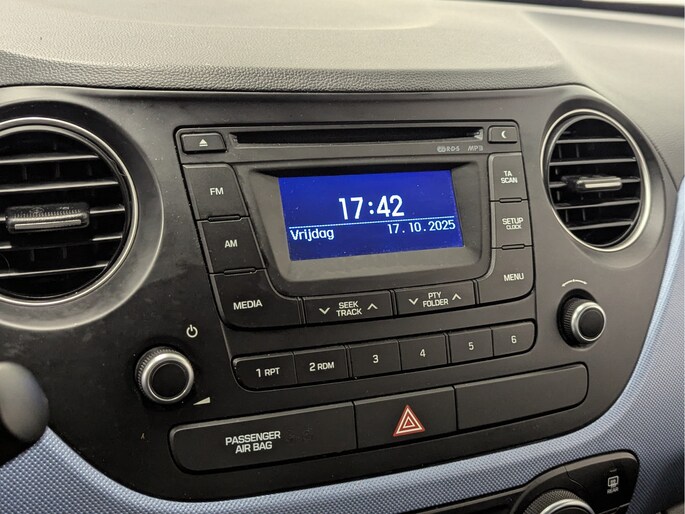 RDS MP3
FM
AM
MEDIA
17:42
Vrijdag 17.10.2025
TA
SCAN
SETUP
CLOCK
MENU
SEEK
TRACK
PTY
FOLDER
1 RPT
2 RDM
3
4
5
6
PASSENGER
AIR BAG
REAR